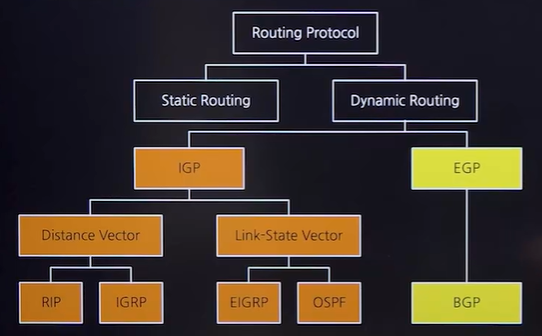 Routing Protocol
Static Routing
Dynamic Routing
IGP
EGP
Distance Vector
Link-State Vector
RIP
IGRP
EIGRP
OSPF
BGP